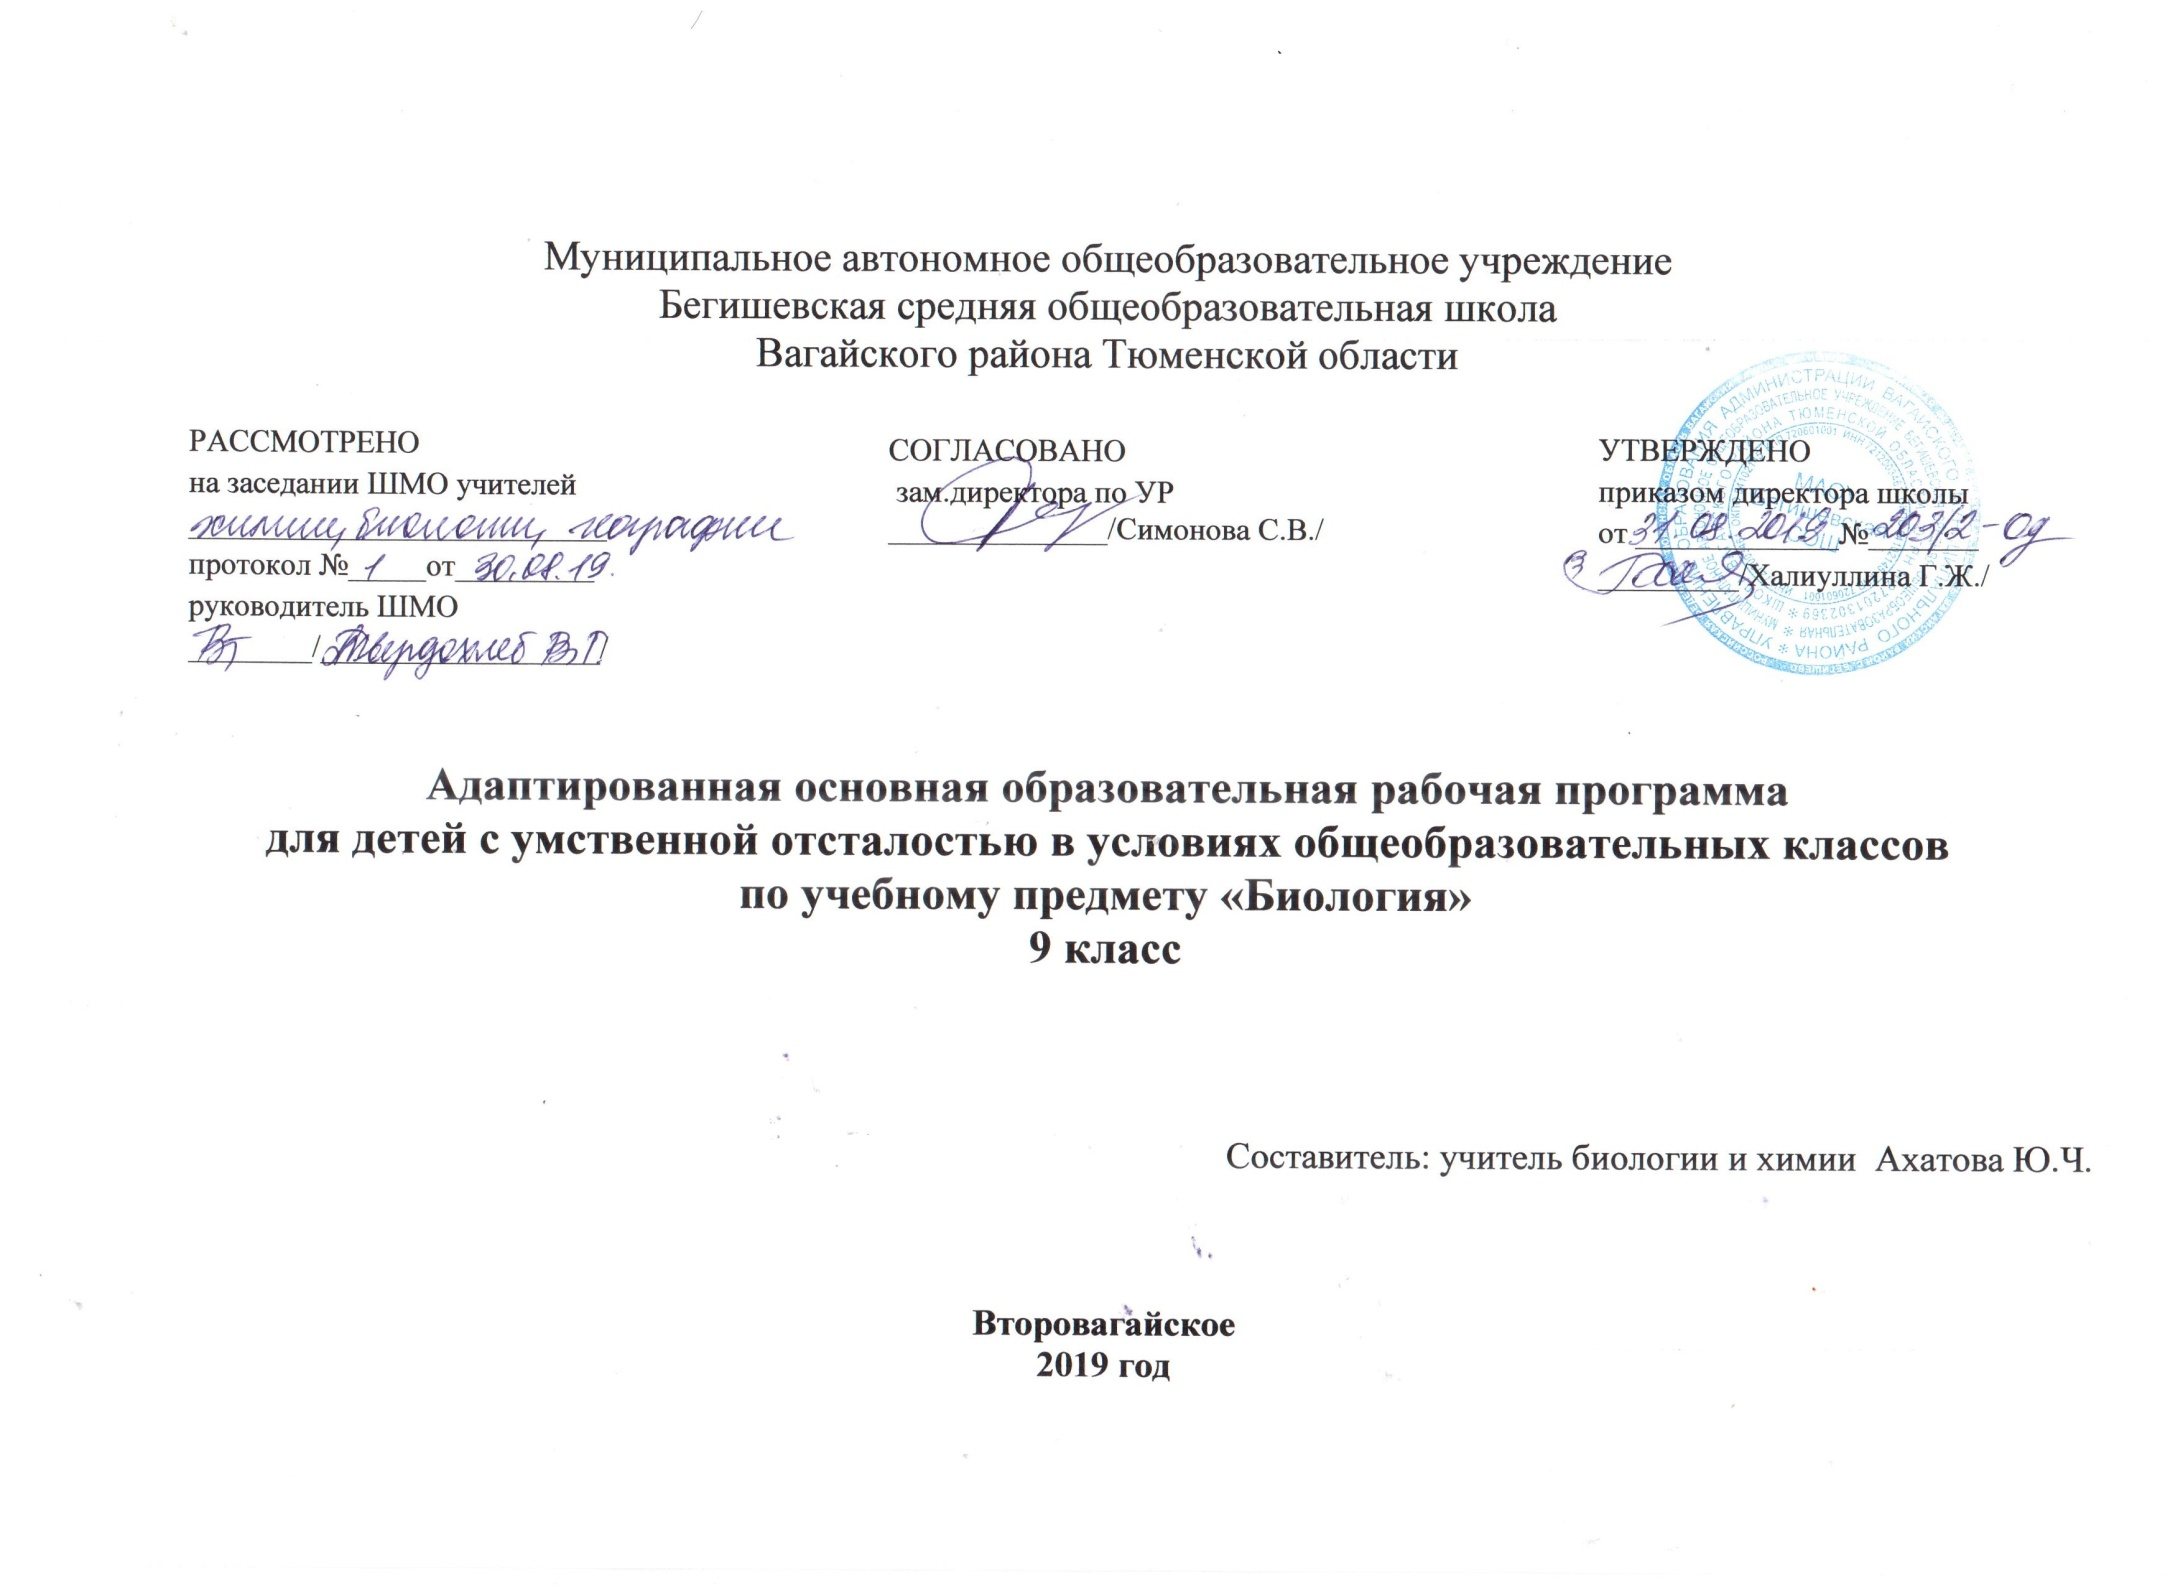 Муниципальное автономное общеобразовательное учреждение
Бегишевская средняя общеобразовательная школа
Вагайского района Тюменской области
РАССМОТРЕНО
на заседании ШМО учителей
химии, биологии, географии
протокол № 1 от 30.08.19.
руководитель ШМО
/Твердохлеб В.П/
СОГЛАСОВАНО
зам.директора по УР
/Симонова С.В./
УТВЕРЖДЕНО
приказом директора школы
от 31.08.2019 № 203/2-од
/Халиуллина Г.Ж./
Адаптированная основная образовательная рабочая программа
для детей с умственной отсталостью в условиях общеобразовательных классов
по учебному предмету «Биология»
9 класс
Составитель: учитель биологии и химии Ахатова Ю.Ч.
Второвагайское
2019 год